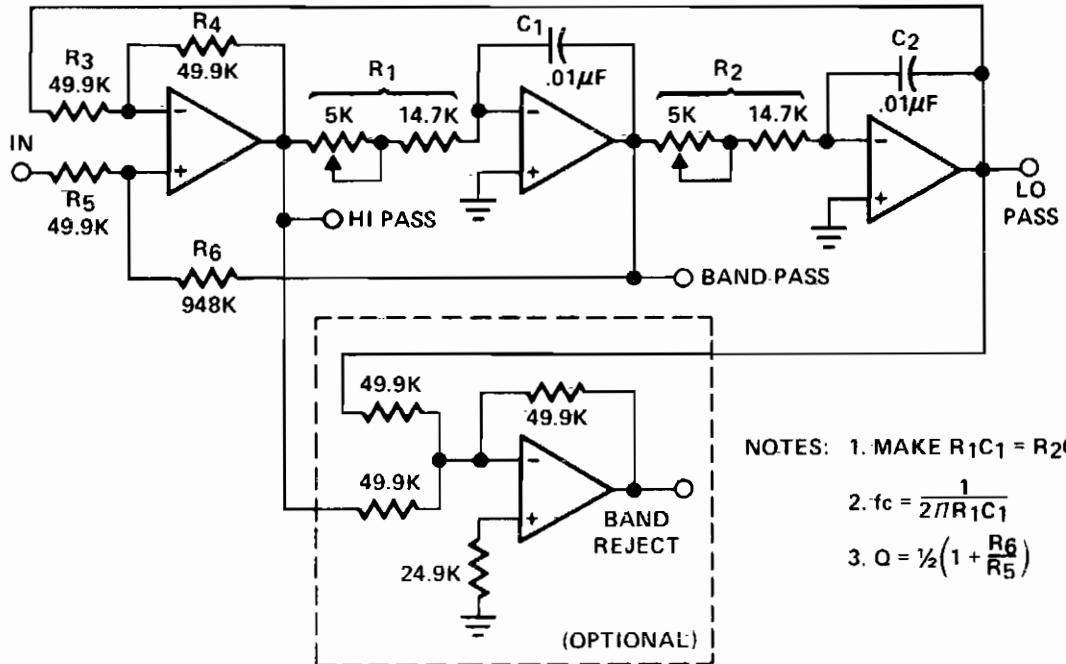 R4
49.9K
R3
49.9K
IN
R5
49.9K
-
+
R1
5K
14.7K
C1
.01μF
-
+
R2
5K
14.7K
C2
.01μF
-
+
LO
PASS
HI PASS
R6
948K
BAND PASS
49.9K
49.9K
49.9K
-
+
24.9K
BAND
REJECT
(OPTIONAL)
NOTES: 1. MAKE R1C1 = R2
2. fc = 1/2πR1C1
3. Q = ½(1 + R6/R5)